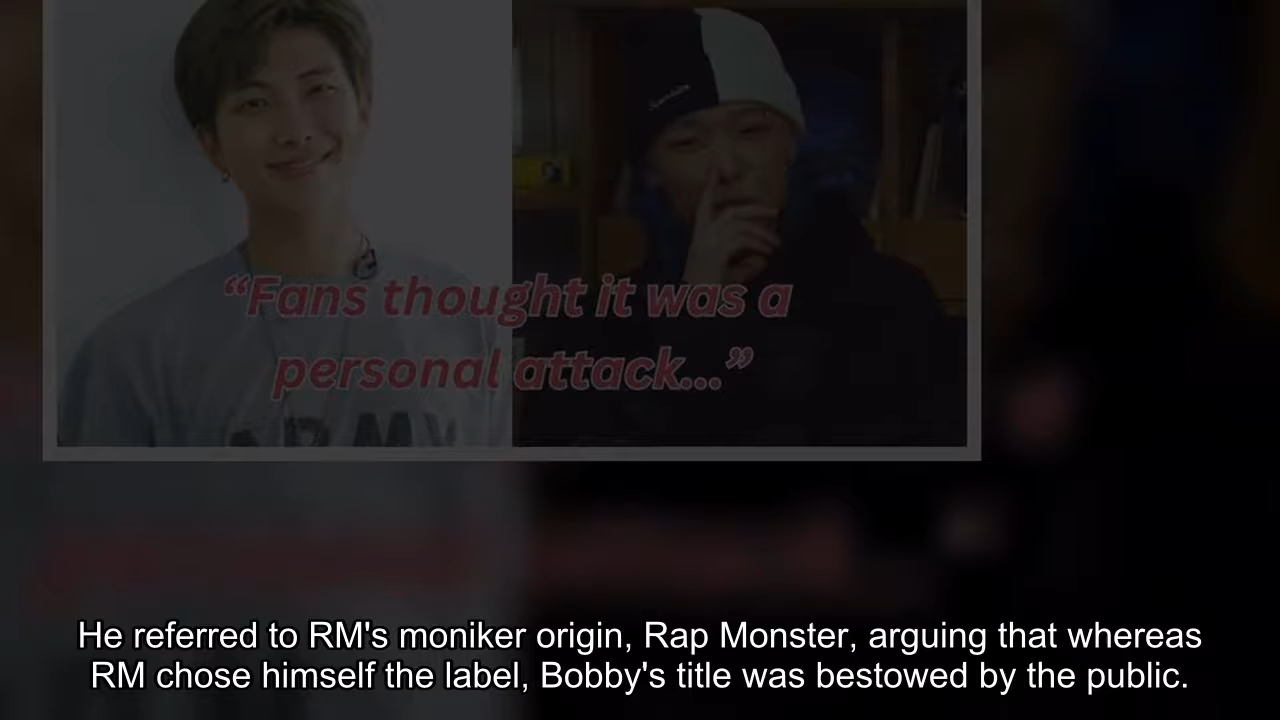 “Fans thought it was a
personal attack...”
ARMY
He referred to RM's moniker origin, Rap Monster, arguing that whereas
RM chose himself the label, Bobby's title was bestowed by the public.